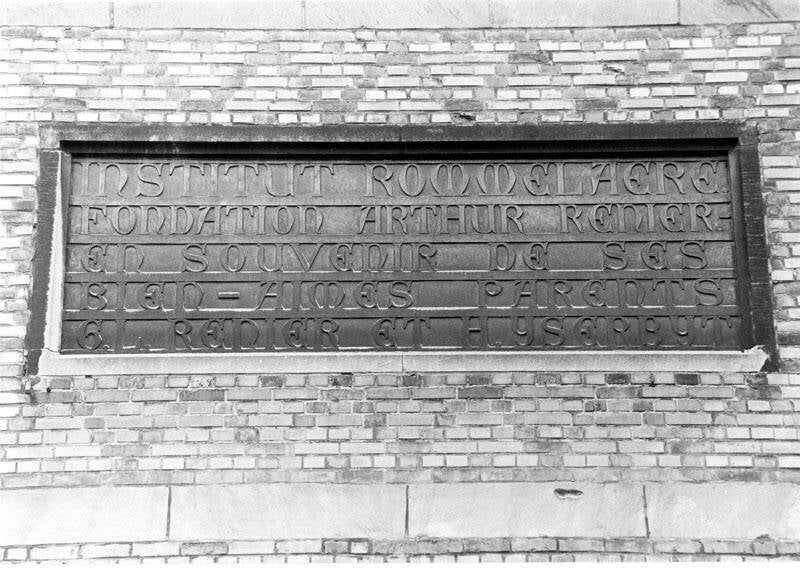 INSTITUT ROMMELAERE.
FONDATION ARTHUR RENIER-
EN SOUVENIR DE SES
BIEN-AIMES PARENTS
G.L. RENIER ET H.YSERBYT